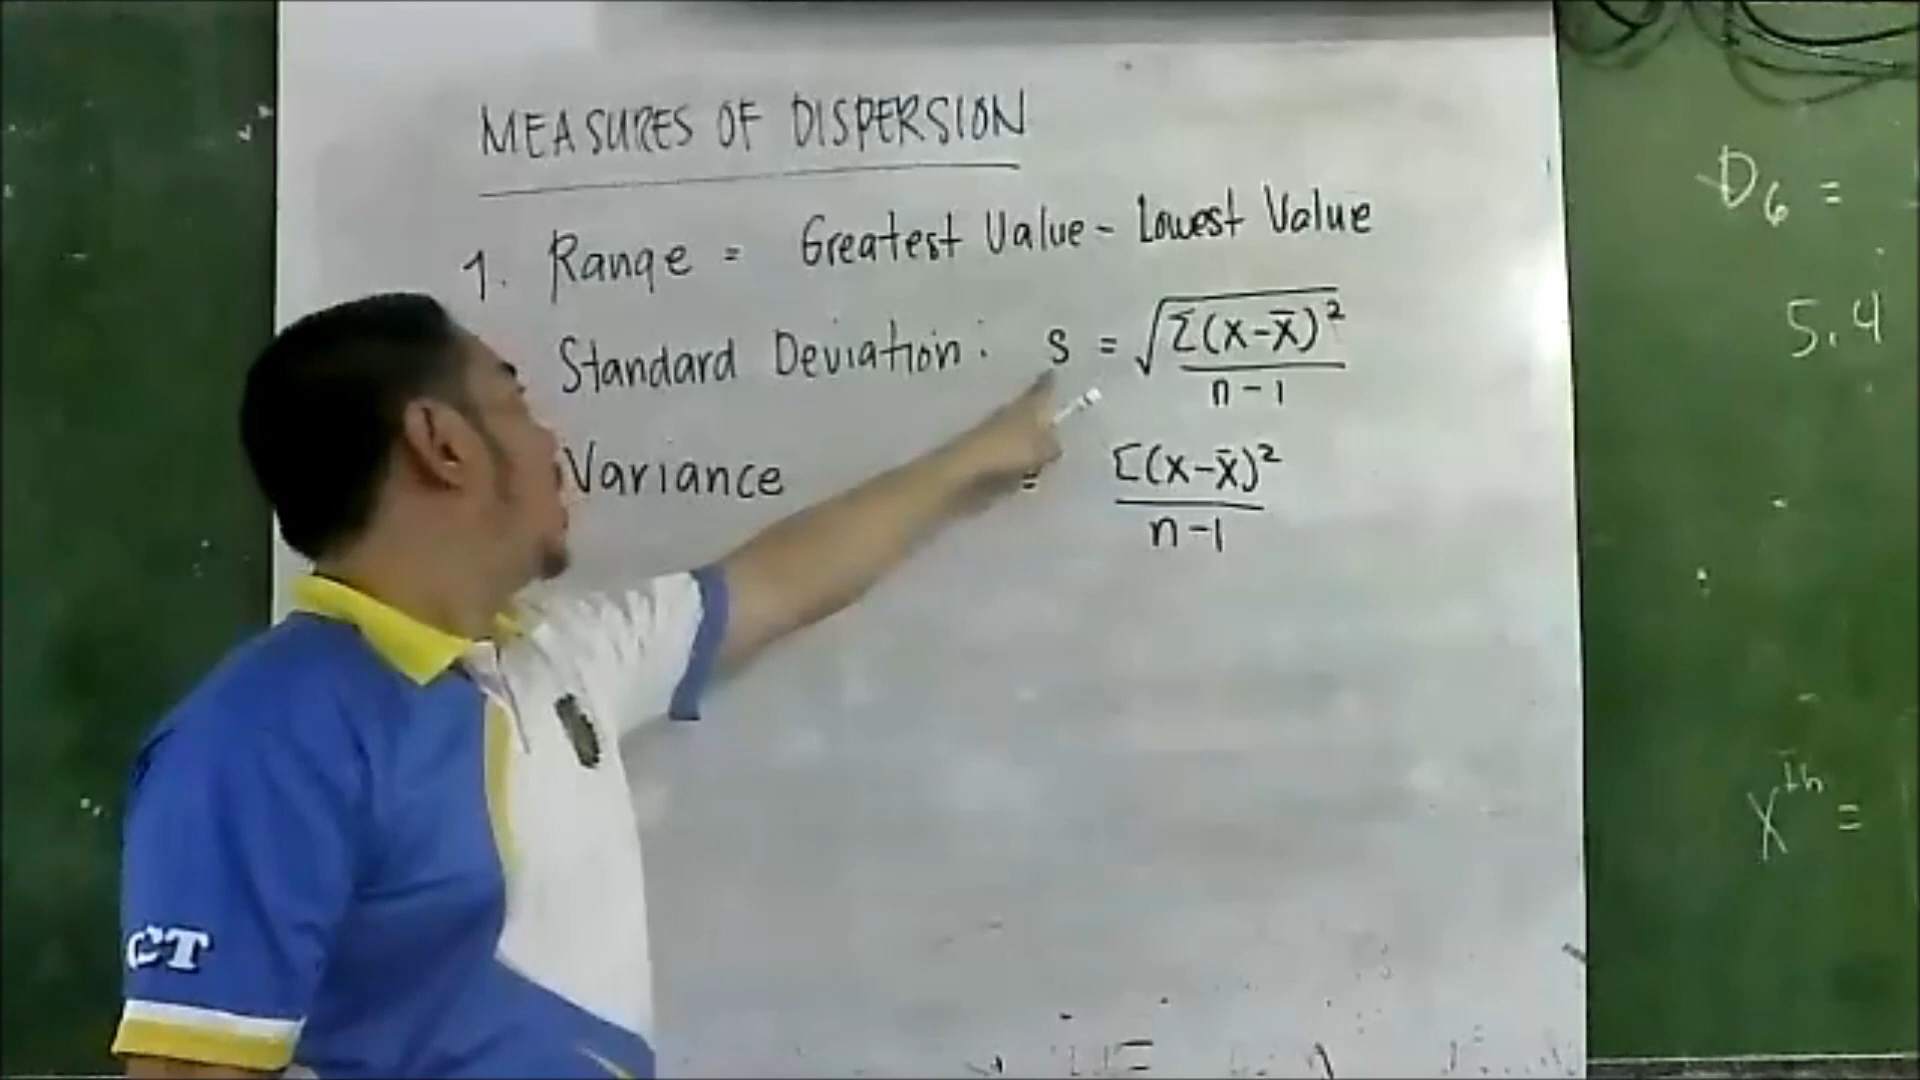 MEASURES OF DISPERSION
1. Range = Greatest Value - Lowest Value
Standard Deviation : s = √Σ(x-x̄)²
n-1
Variance = Σ(x-x̄)²
n-1
D₆ =
5.4
Xᵗʰ =
CT